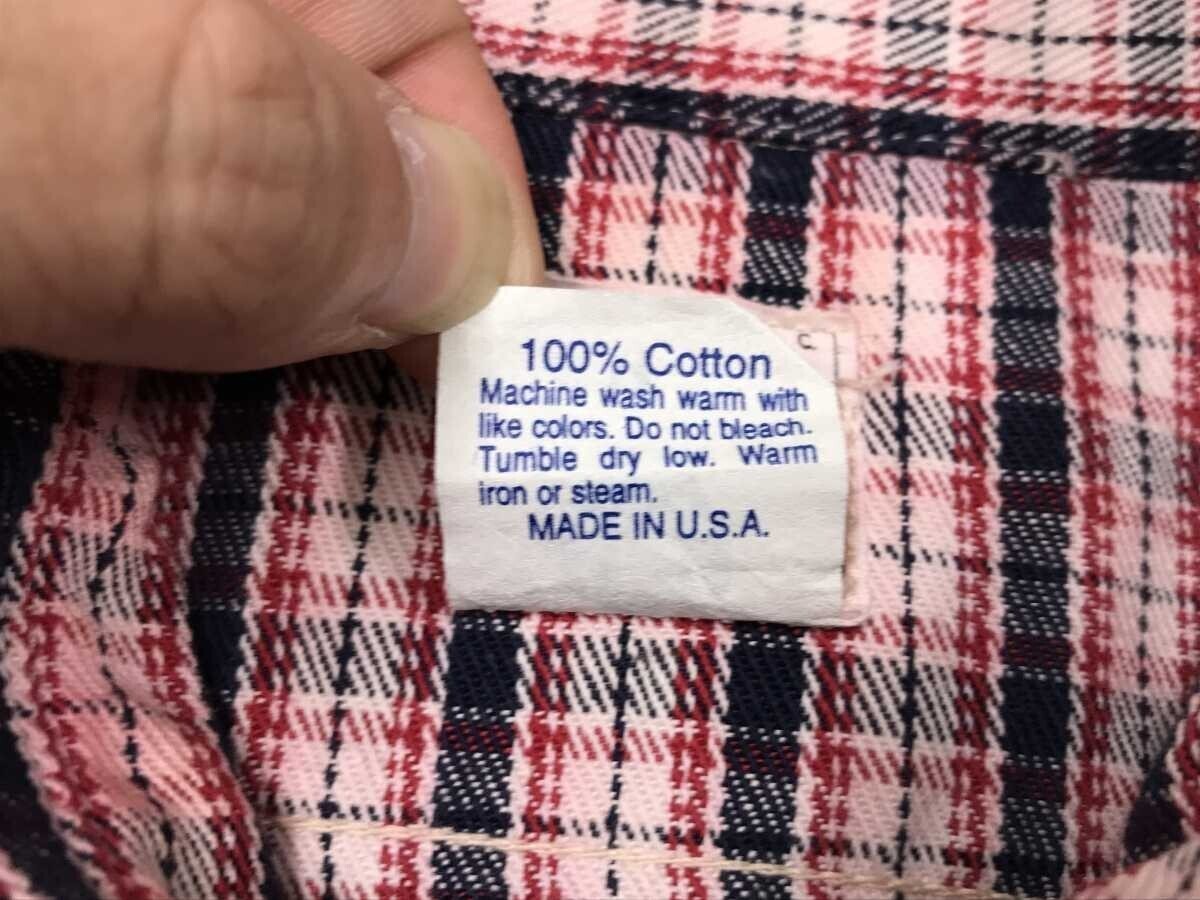 100% Cotton
Machine wash warm with
like colors. Do not bleach.
Tumble dry low. Warm
iron or steam.
MADE IN U.S.A.